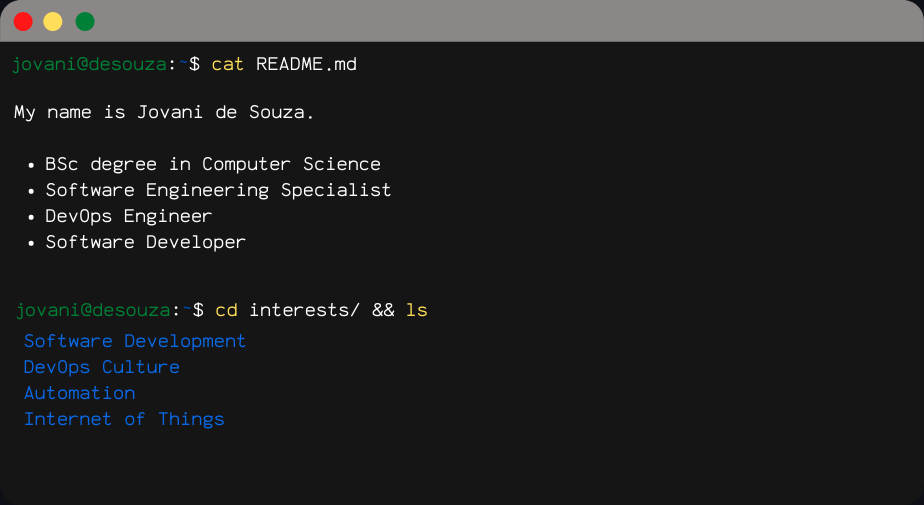 jovani@desouza:~$ cat README.md
My name is Jovani de Souza.
• BSc degree in Computer Science
• Software Engineering Specialist
• DevOps Engineer
• Software Developer
jovani@desouza:~$ cd interests/ && ls
Software Development
DevOps Culture
Automation
Internet of Things